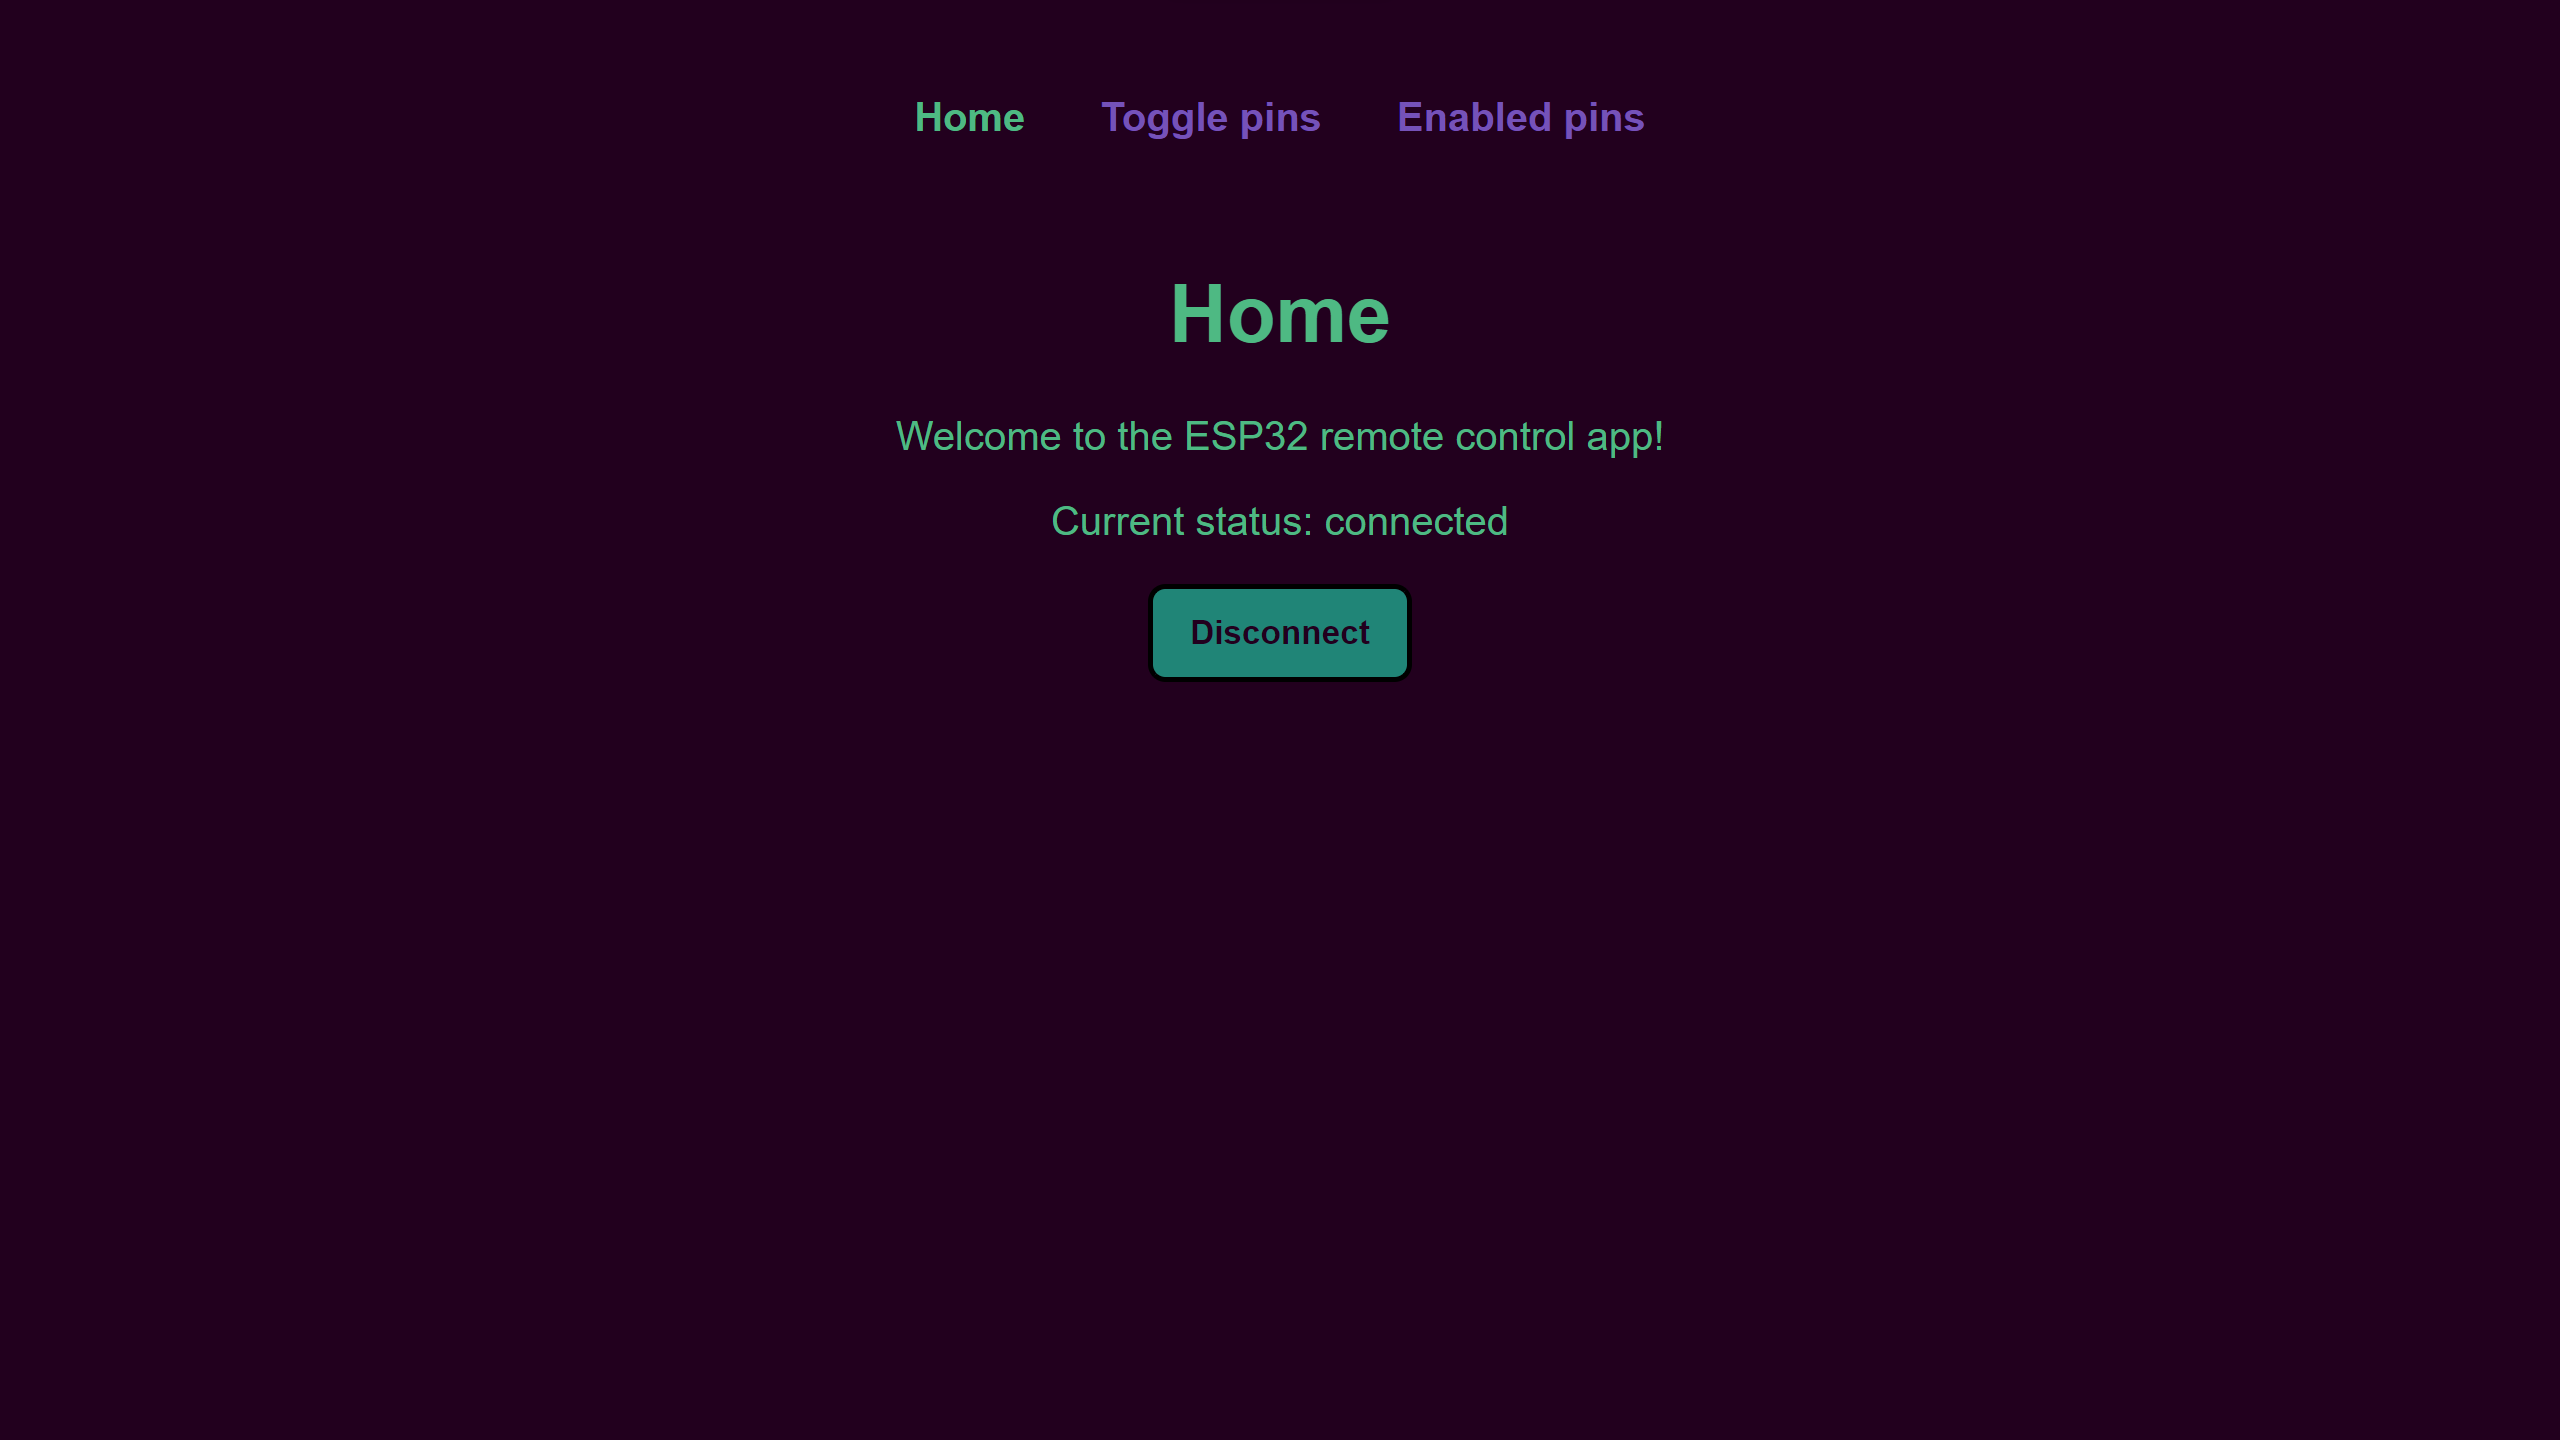 Home Toggle pins Enabled pins
Home
Welcome to the ESP32 remote control app!
Current status: connected
Disconnect